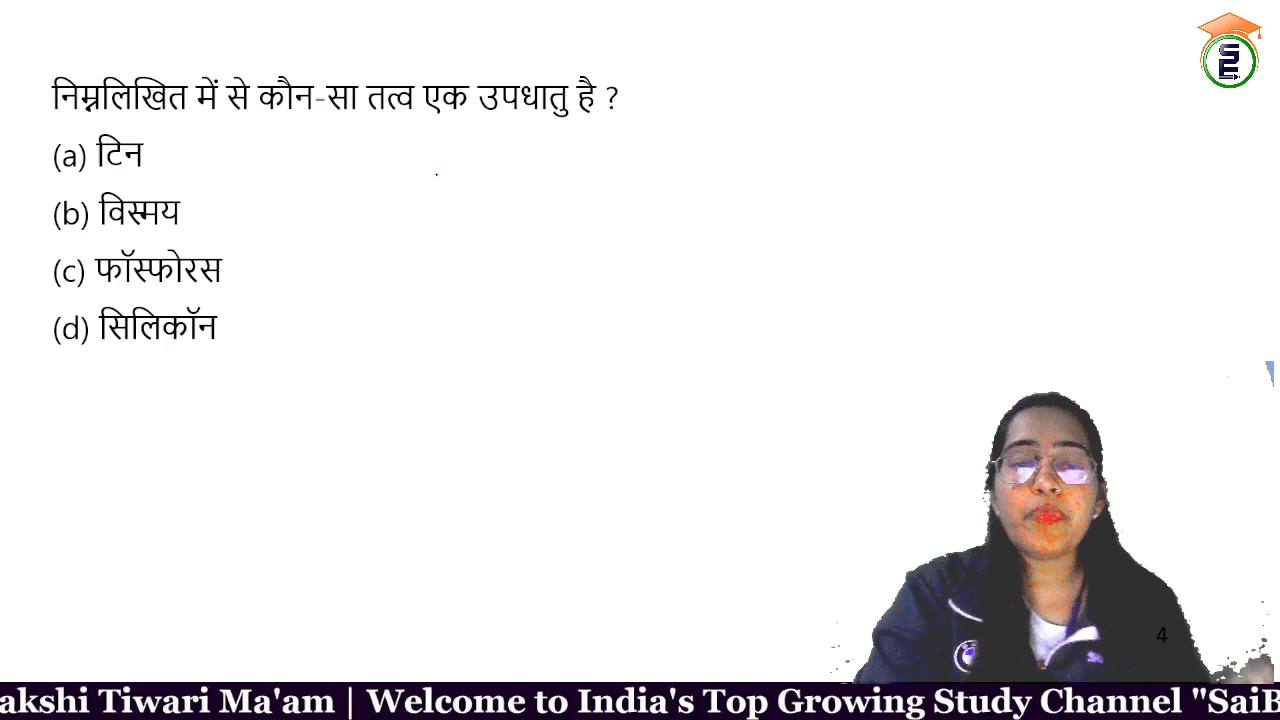 निम्नलिखित में से कौन-सा तत्व एक उपधातु है ?
(a) टिन
(b) विस्मय
(c) फॉस्फोरस
(d) सिलिकॉन
4
akshi Tiwari Ma'am | Welcome to India's Top Growing Study Channel "SaiB